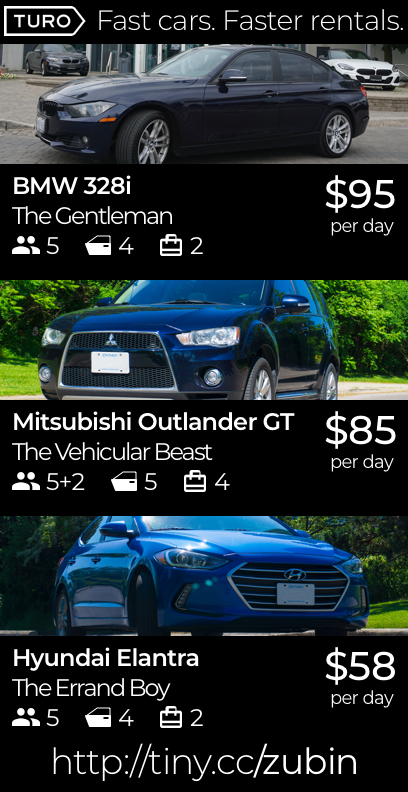 TURO Fast cars. Faster rentals.
BMW 328i
$95
The Gentleman
per day
5 4 2
Mitsubishi Outlander GT
$85
The Vehicular Beast
per day
5+2 5 4
Hyundai Elantra
$58
The Errand Boy
per day
5 4 2
http://tiny.cc/zubin